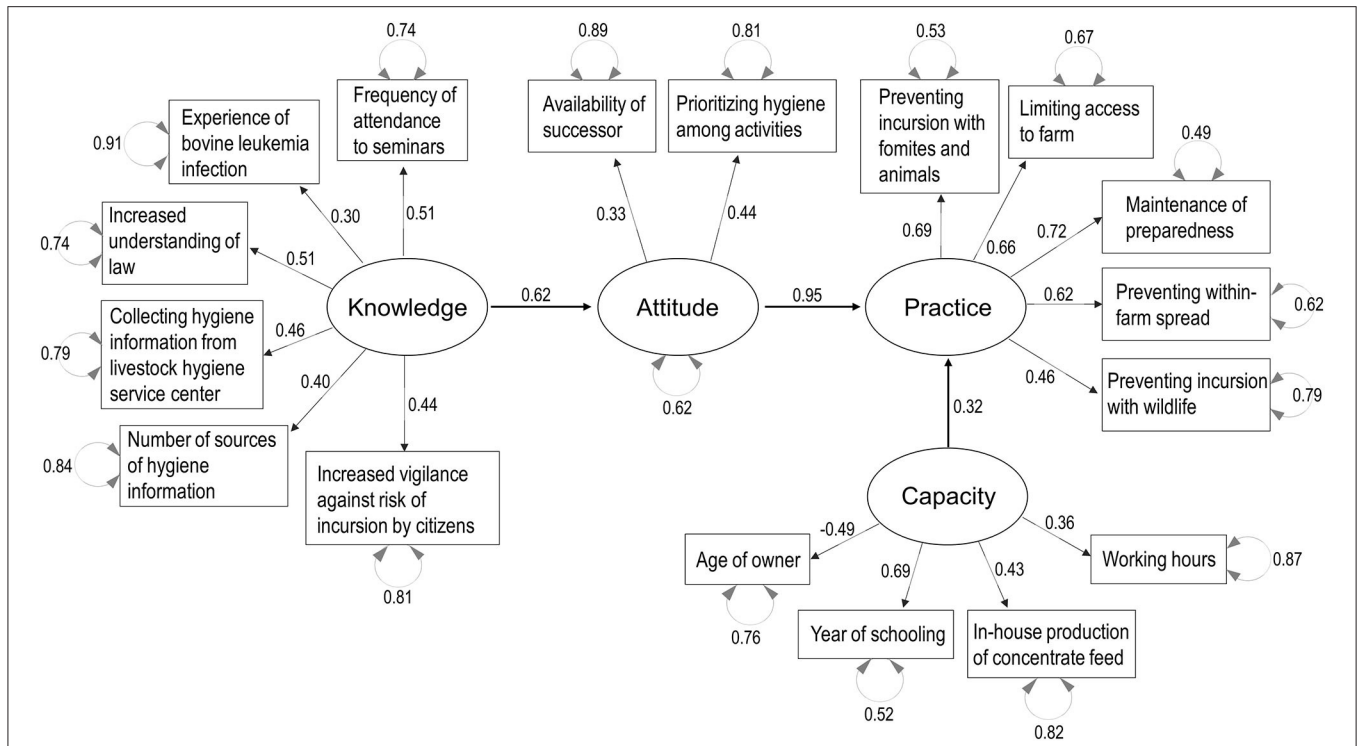 0.74
Frequency of
attendance
to seminars
0.51
0.91
Experience of
bovine leukemia
infection
0.30
0.74
Increased
understanding of
law
0.51
0.79
Collecting hygiene
information from
livestock hygiene
service center
0.46
0.84
Number of sources
of hygiene
information
0.40
Increased vigilance
against risk of
incursion by citizens
0.44
0.81
Knowledge
0.62
0.89
Availability of
successor
0.33
0.81
Prioritizing hygiene
among activities
0.44
Attitude
0.62
0.95
0.53
Preventing
incursion with
fomites and
animals
0.69
0.67
Limiting access
to farm
0.66
0.49
Maintenance of
preparedness
0.72
Practice
0.62
Preventing within-
farm spread
0.62
0.46
Preventing incursion
with wildlife
0.79
0.32
Capacity
-0.49
Age of owner
0.76
0.69
Year of schooling
0.52
0.43
In-house production
of concentrate feed
0.82
0.36
Working hours
0.87